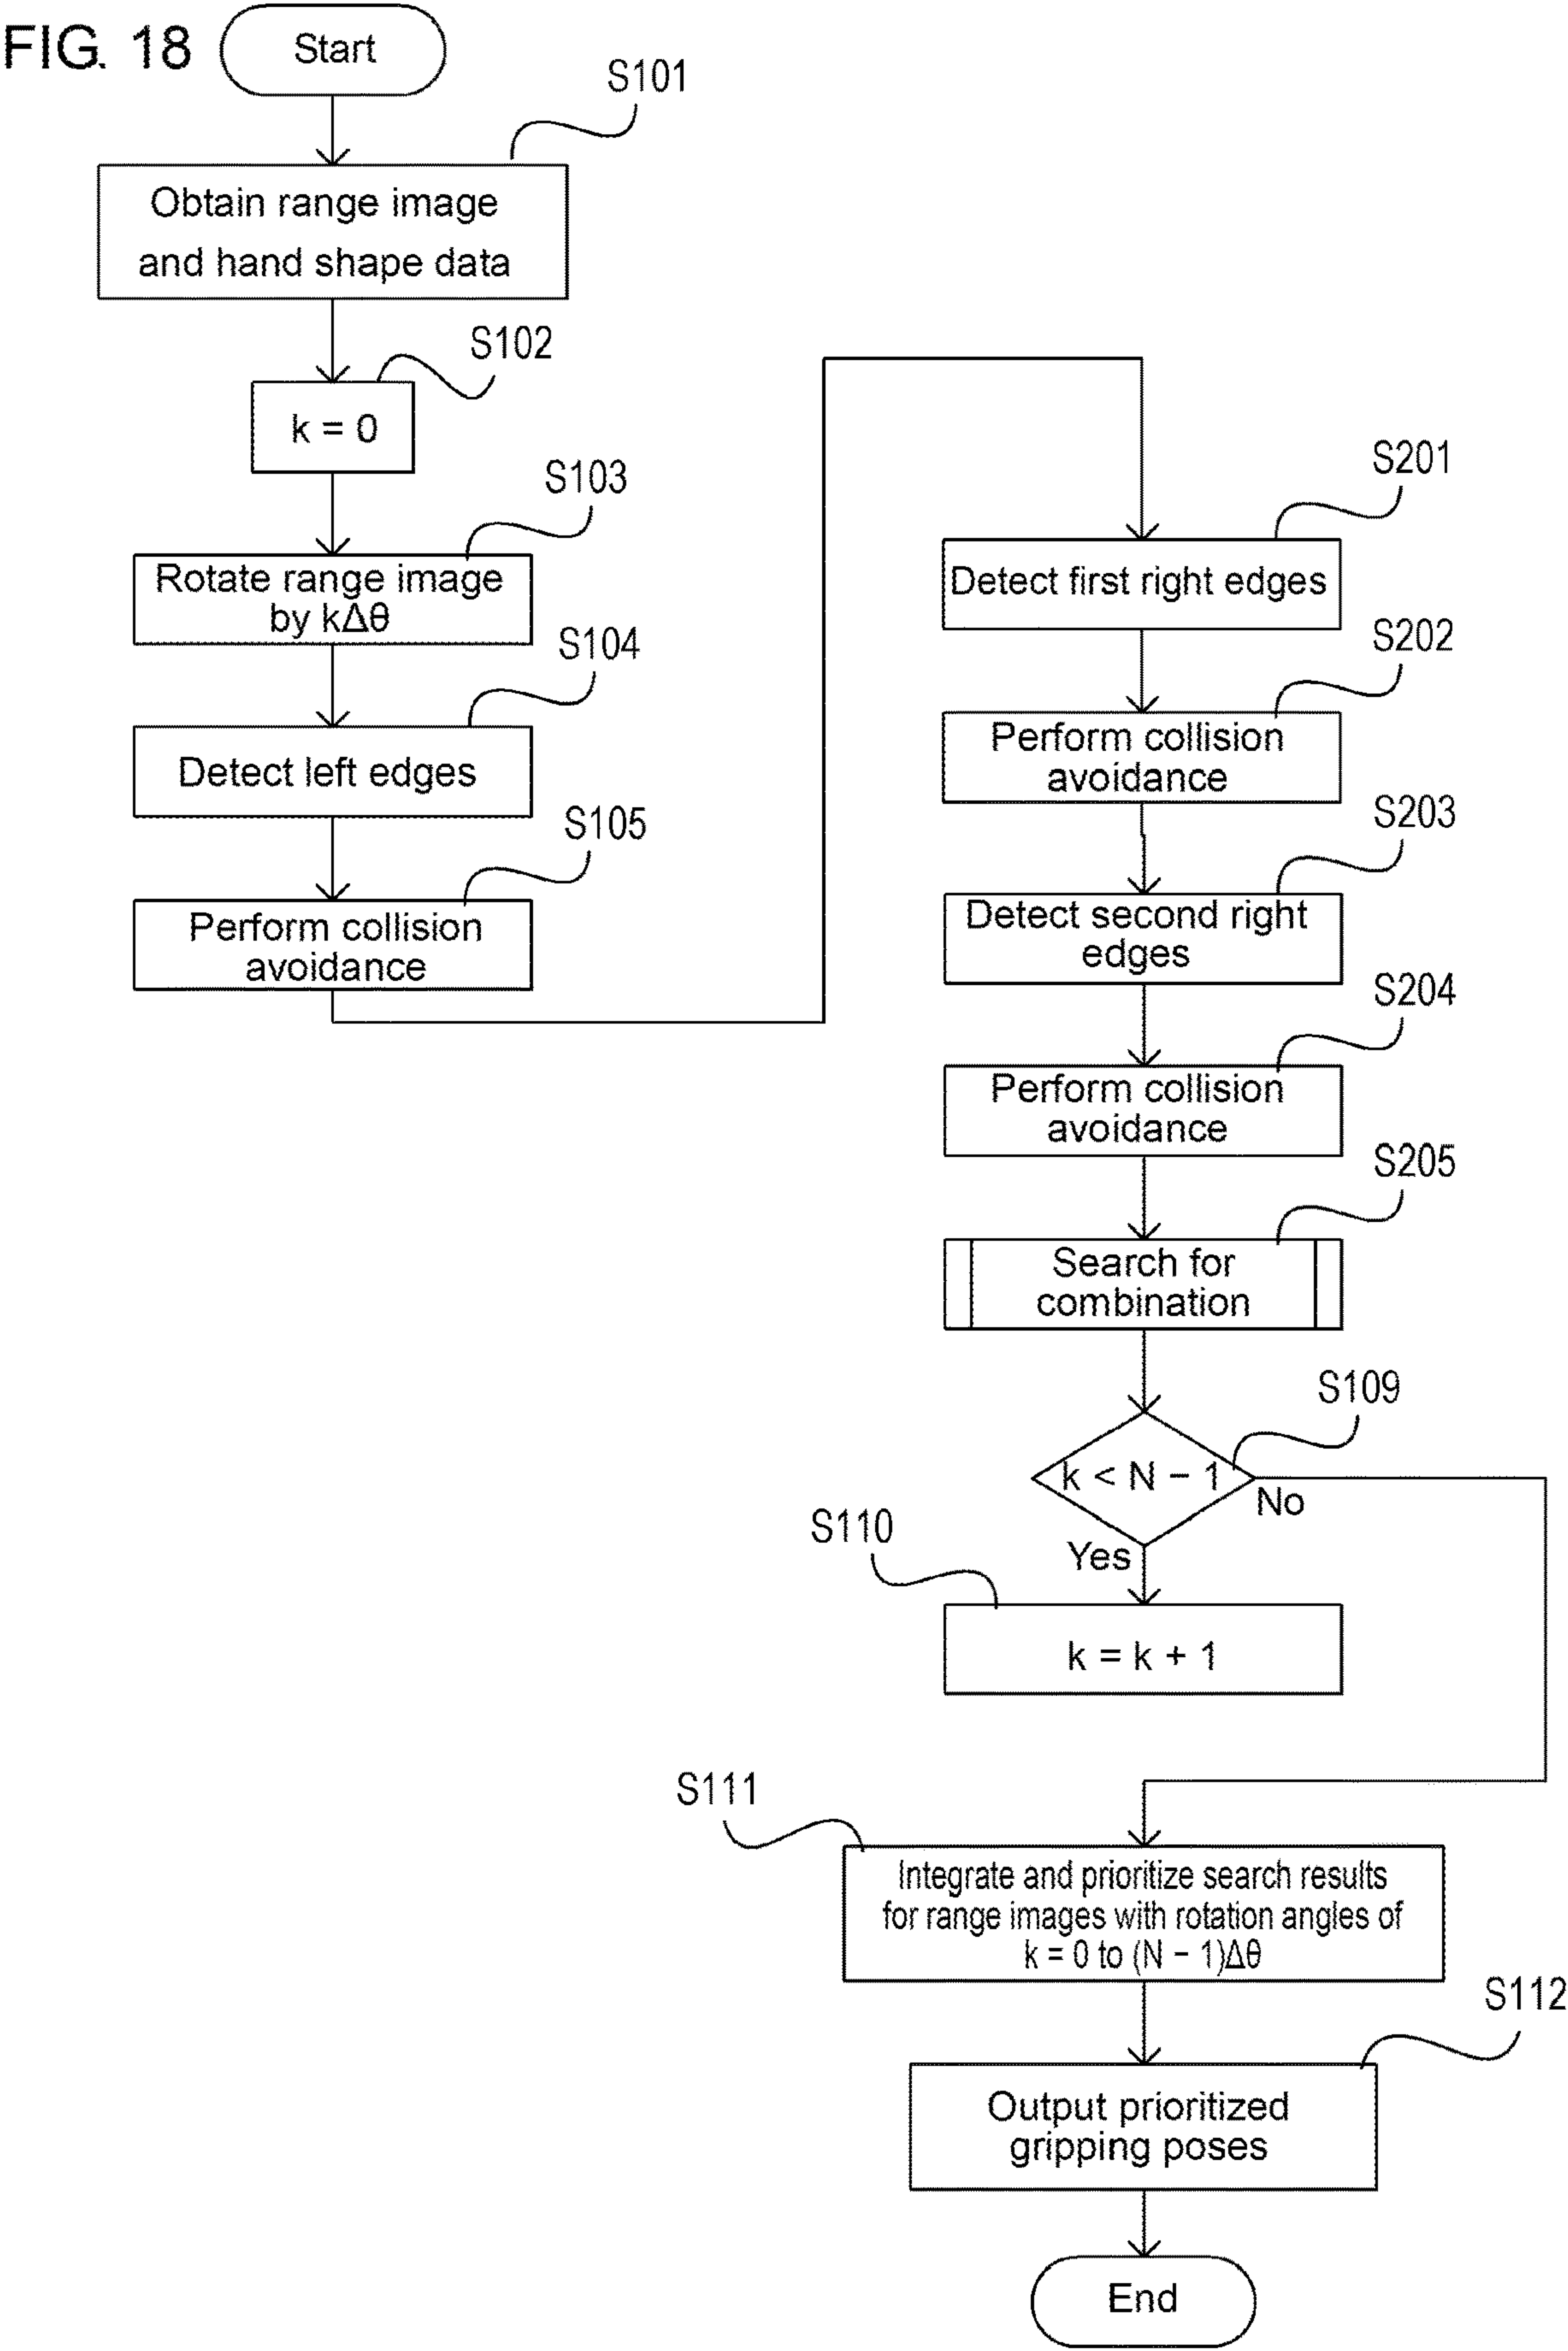 FIG. 18
Start
S101
Obtain range image
and hand shape data
S102
k = 0
S103
Rotate range image
by kΔθ
S104
Detect left edges
S105
Perform collision
avoidance
S201
Detect first right edges
S202
Perform collision
avoidance
S203
Detect second right
edges
S204
Perform collision
avoidance
S205
Search for
combination
S109
k < N − 1
No
Yes
S110
k = k + 1
S111
Integrate and prioritize search results
for range images with rotation angles of
k = 0 to (N − 1)Δθ
S112
Output prioritized
gripping poses
End